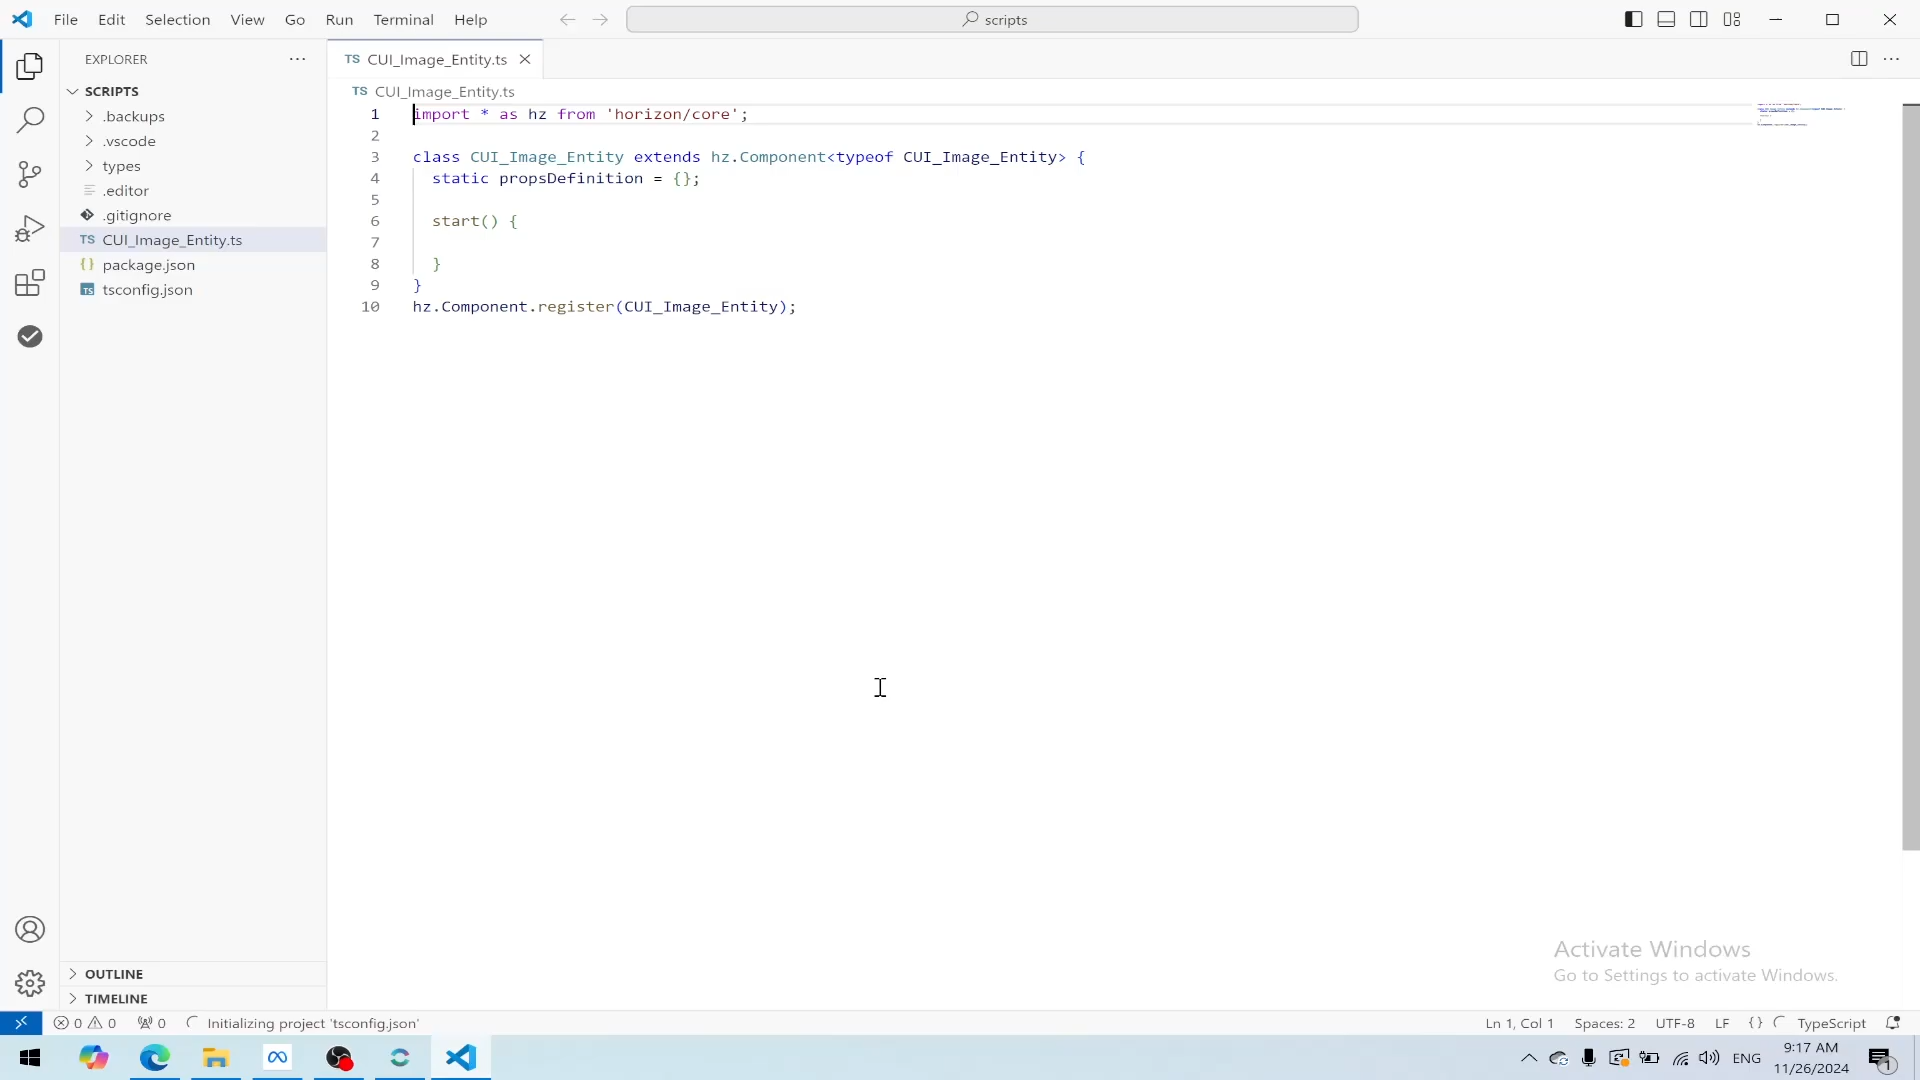 File Edit Selection View Go Run Terminal Help
scripts
EXPLORER
CUI_Image_Entity.ts
SCRIPTS
.backups
.vscode
types
.editor
.gitignore
CUI_Image_Entity.ts
package.json
tsconfig.json
CUI_Image_Entity.ts
1 import * as hz from 'horizon/core';
2
3 class CUI_Image_Entity extends hz.Component<typeof CUI_Image_Entity> {
4 static propsDefinition = {};
5
6 start() {
7
8 }
9 }
10 hz.Component.register(CUI_Image_Entity);
Activate Windows
Go to Settings to activate Windows.
OUTLINE
TIMELINE
0 0 0 Initializing project 'tsconfig.json' Ln 1, Col 1 Spaces: 2 UTF-8 LF {} TypeScript
ENG
9:17 AM
11/26/2024
1